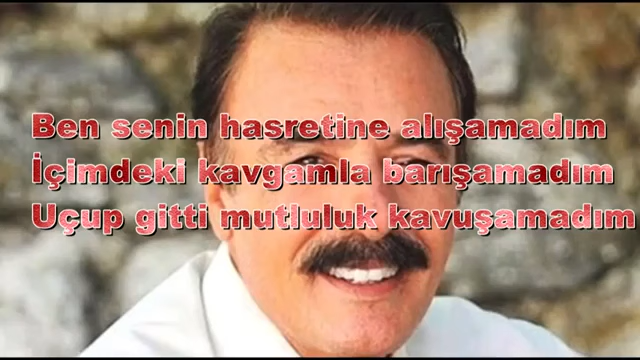 Ben senin hasretine alışamadım
İçimdeki kavgamla barışamadım
Uçup gitti mutluluk kavuşamadım